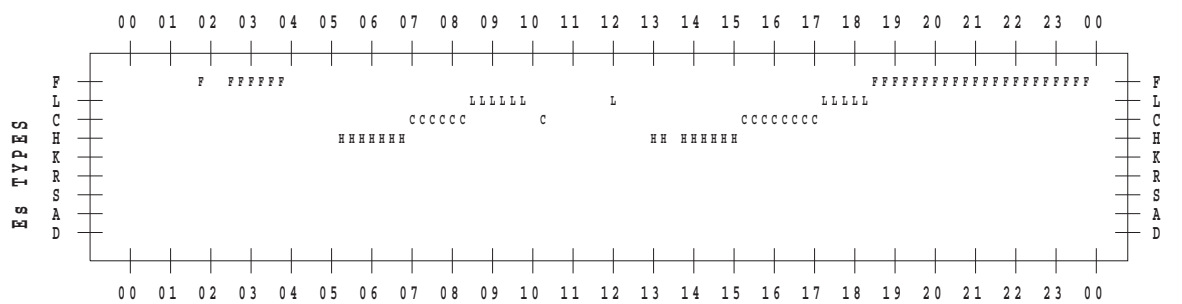 00 01 02 03 04 05 06 07 08 09 10 11 12 13 14 15 16 17 18 19 20 21 22 23 00
F F FFFFFF FFFFFFFFFFFFFFFFFFFFFF F
L LLLLLL L LLLLL L
C CCCCCC C CCCCCCCC C
H HHHHHHH HH HHHHHH H
K K
R R
S S
A A
D D
Es TYPES
00 01 02 03 04 05 06 07 08 09 10 11 12 13 14 15 16 17 18 19 20 21 22 23 00